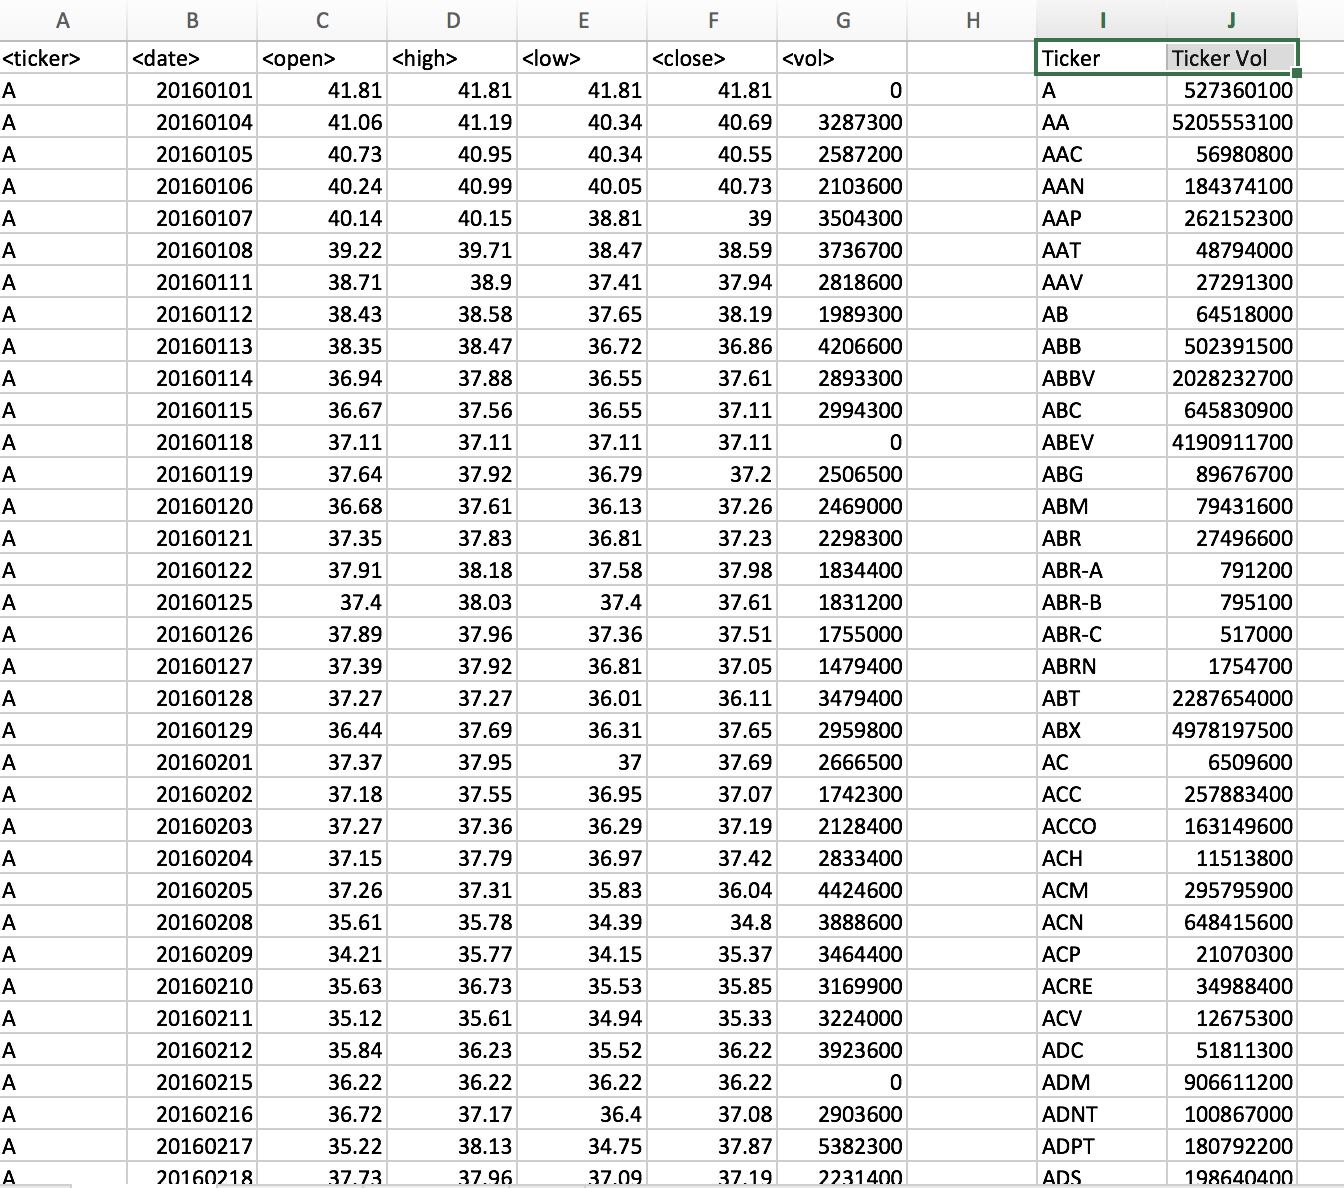 A B C D E F G H I J
<ticker> <date> <open> <high> <low> <close> <vol> Ticker Ticker Vol
A 20160101 41.81 41.81 41.81 41.81 0 A 527360100
A 20160104 41.06 41.19 40.34 40.69 3287300 AA 5205553100
A 20160105 40.73 40.95 40.34 40.55 2587200 AAC 56980800
A 20160106 40.24 40.99 40.05 40.73 2103600 AAN 184374100
A 20160107 40.14 40.15 38.81 39 3504300 AAP 262152300
A 20160108 39.22 39.71 38.47 38.59 3736700 AAT 48794000
A 20160111 38.71 38.9 37.41 37.94 2818600 AAV 27291300
A 20160112 38.43 38.58 37.65 38.19 1989300 AB 64518000
A 20160113 38.35 38.47 36.72 36.86 4206600 ABB 502391500
A 20160114 36.94 37.88 36.55 37.61 2893300 ABBV 2028232700
A 20160115 36.67 37.56 36.55 37.11 2994300 ABC 645830900
A 20160118 37.11 37.11 37.11 37.11 0 ABEV 4190911700
A 20160119 37.64 37.92 36.79 37.2 2506500 ABG 89676700
A 20160120 36.68 37.61 36.13 37.26 2469000 ABM 79431600
A 20160121 37.35 37.83 36.81 37.23 2298300 ABR 27496600
A 20160122 37.91 38.18 37.58 37.98 1834400 ABR-A 791200
A 20160125 37.4 38.03 37.4 37.61 1831200 ABR-B 795100
A 20160126 37.89 37.96 37.36 37.51 1755000 ABR-C 517000
A 20160127 37.39 37.92 36.81 37.05 1479400 ABRN 1754700
A 20160128 37.27 37.27 36.01 36.11 3479400 ABT 2287654000
A 20160129 36.44 37.69 36.31 37.65 2959800 ABX 4978197500
A 20160201 37.37 37.95 37 37.69 2666500 AC 6509600
A 20160202 37.18 37.55 36.95 37.07 1742300 ACC 257883400
A 20160203 37.27 37.36 36.29 37.19 2128400 ACCO 163149600
A 20160204 37.15 37.79 36.97 37.42 2833400 ACH 11513800
A 20160205 37.26 37.31 35.83 36.04 4424600 ACM 295795900
A 20160208 35.61 35.78 34.39 34.8 3888600 ACN 648415600
A 20160209 34.21 35.77 34.15 35.37 3464400 ACP 21070300
A 20160210 35.63 36.73 35.53 35.85 3169900 ACRE 34988400
A 20160211 35.12 35.61 34.94 35.33 3224000 ACV 12675300
A 20160212 35.84 36.23 35.52 36.22 3923600 ADC 51811300
A 20160215 36.22 36.22 36.22 36.22 0 ADM 906611200
A 20160216 36.72 37.17 36.4 37.08 2903600 ADNT 100867000
A 20160217 35.22 38.13 34.75 37.87 5382300 ADPT 180792200
A 20160218 37.73 37.96 37.09 37.19 2231400 ADS 198640400